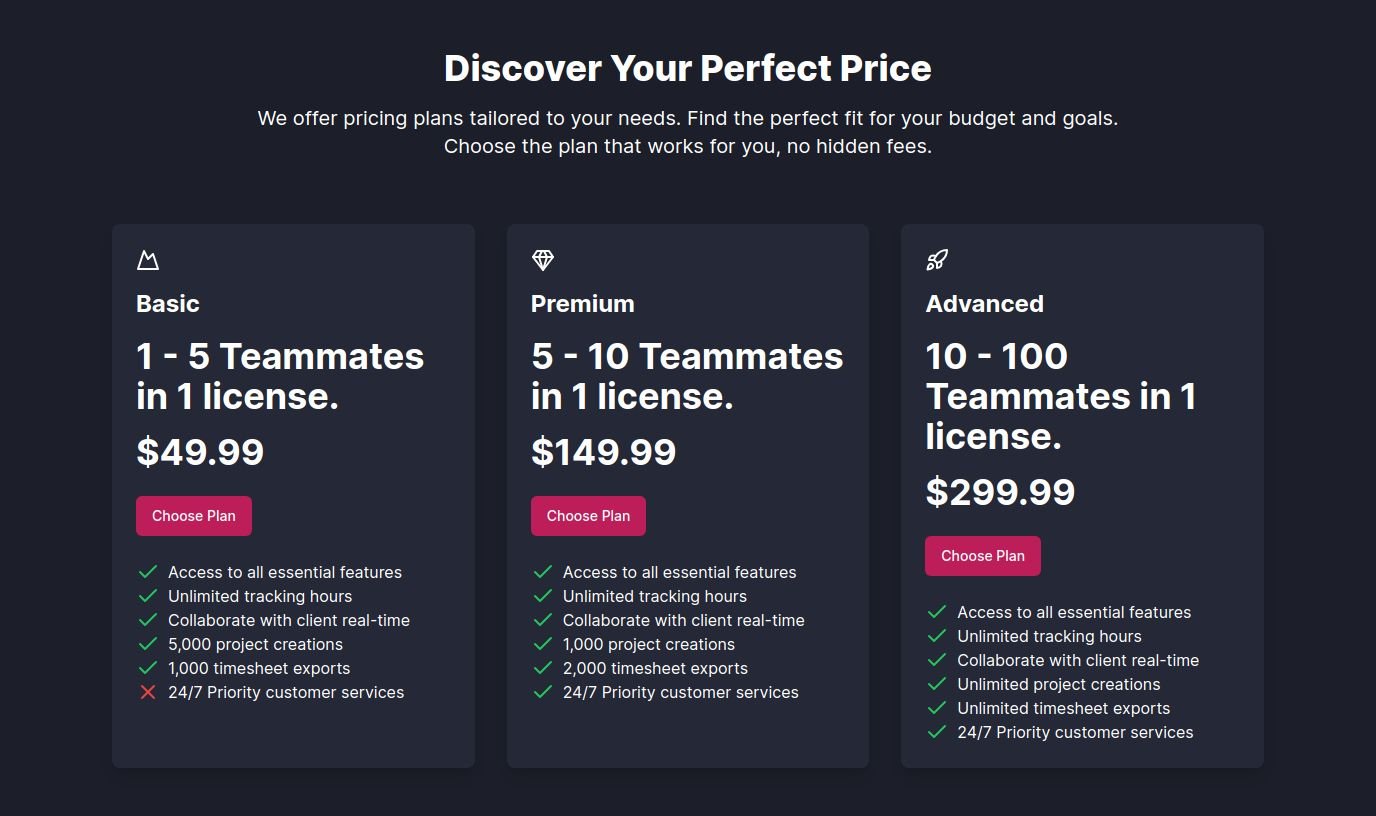 Discover Your Perfect Price
We offer pricing plans tailored to your needs. Find the perfect fit for your budget and goals.
Choose the plan that works for you, no hidden fees.
Basic
1 - 5 Teammates
in 1 license.
$49.99
Choose Plan
Access to all essential features
Unlimited tracking hours
Collaborate with client real-time
5,000 project creations
1,000 timesheet exports
24/7 Priority customer services
Premium
5 - 10 Teammates
in 1 license.
$149.99
Choose Plan
Access to all essential features
Unlimited tracking hours
Collaborate with client real-time
1,000 project creations
2,000 timesheet exports
24/7 Priority customer services
Advanced
10 - 100
Teammates in 1
license.
$299.99
Choose Plan
Access to all essential features
Unlimited tracking hours
Collaborate with client real-time
Unlimited project creations
Unlimited timesheet exports
24/7 Priority customer services